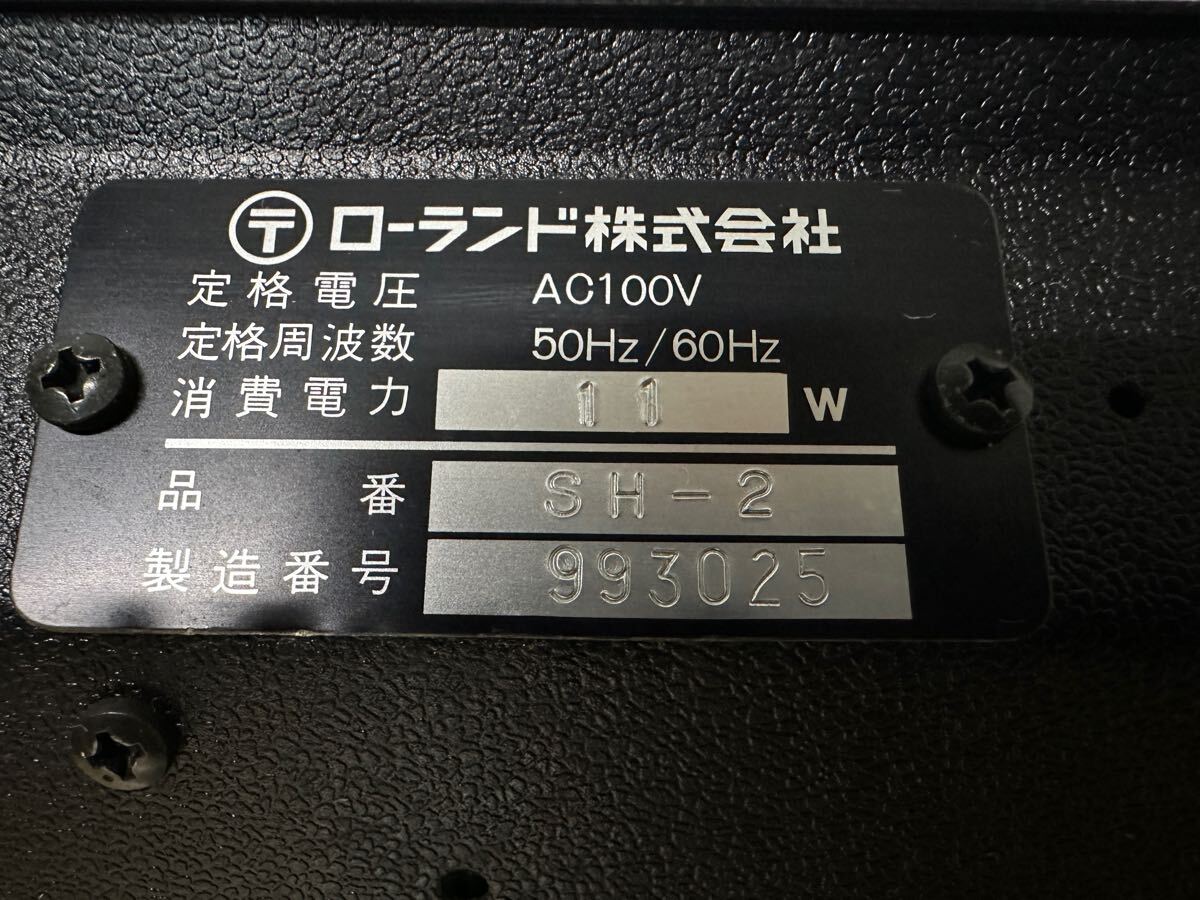 〒 ローランド株式会社
定格電圧 AC100V
定格周波数 50Hz/60Hz
消費電力 11 W
品番 SH-2
製造番号 993025